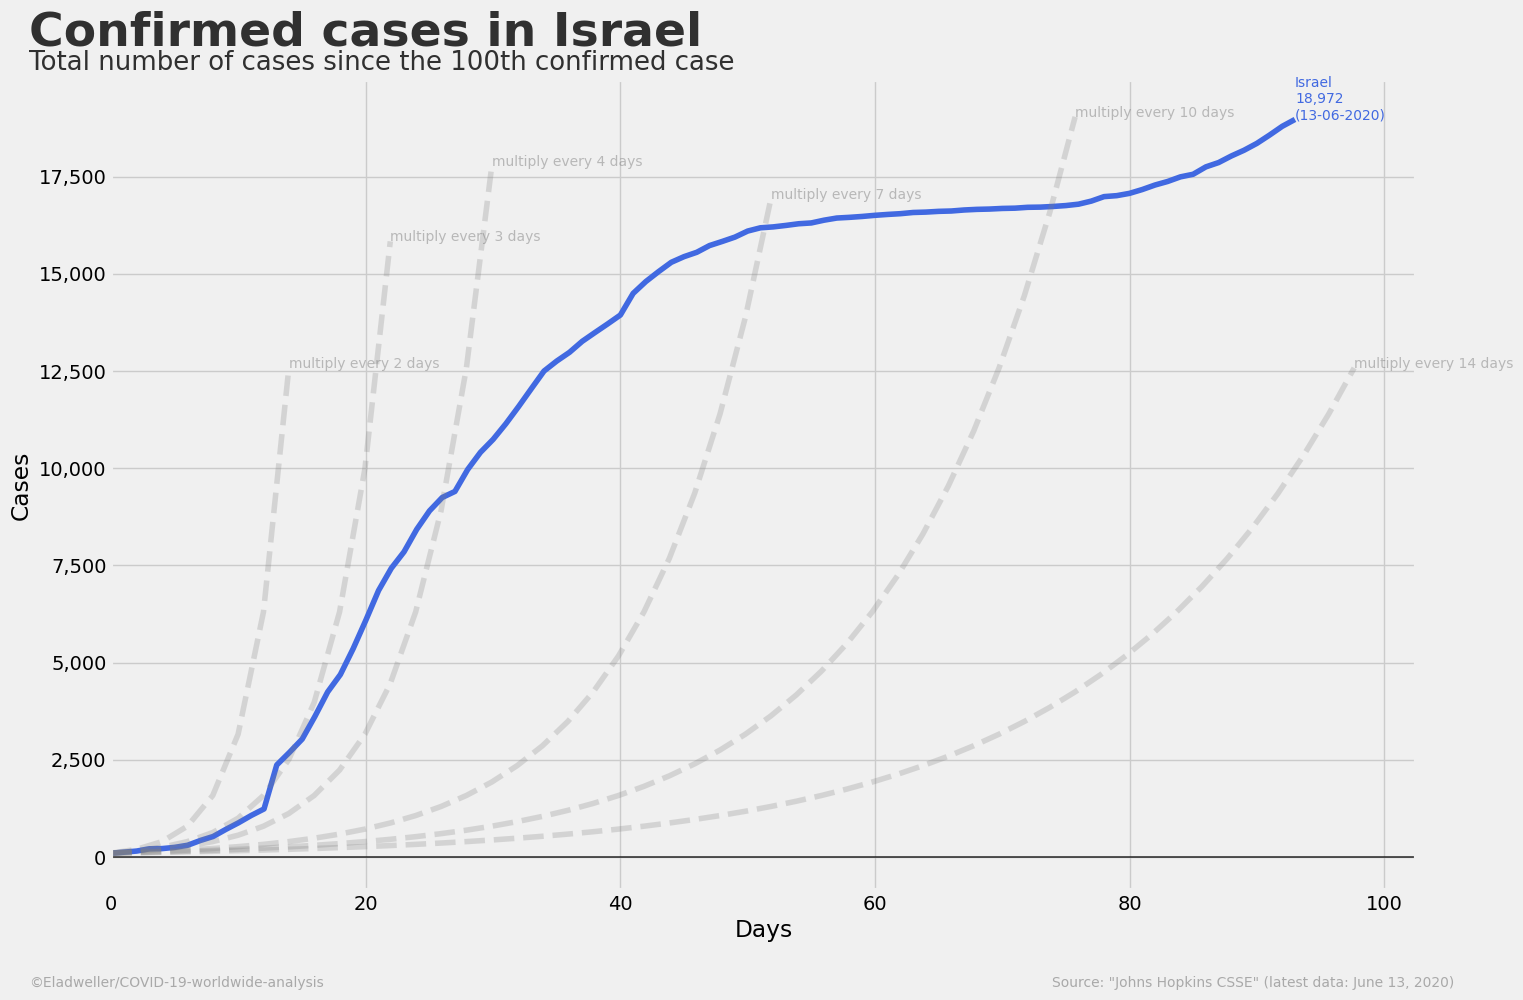 Confirmed cases in Israel
Total number of cases since the 100th confirmed case
Israel
18,972
(13-06-2020)
multiply every 10 days
multiply every 4 days
multiply every 7 days
multiply every 3 days
multiply every 2 days
multiply every 14 days
17,500
15,000
12,500
10,000
7,500
5,000
2,500
0
Cases
0 20 40 60 80 100
Days
©Eladweller/COVID-19-worldwide-analysis
Source: "Johns Hopkins CSSE" (latest data: June 13, 2020)